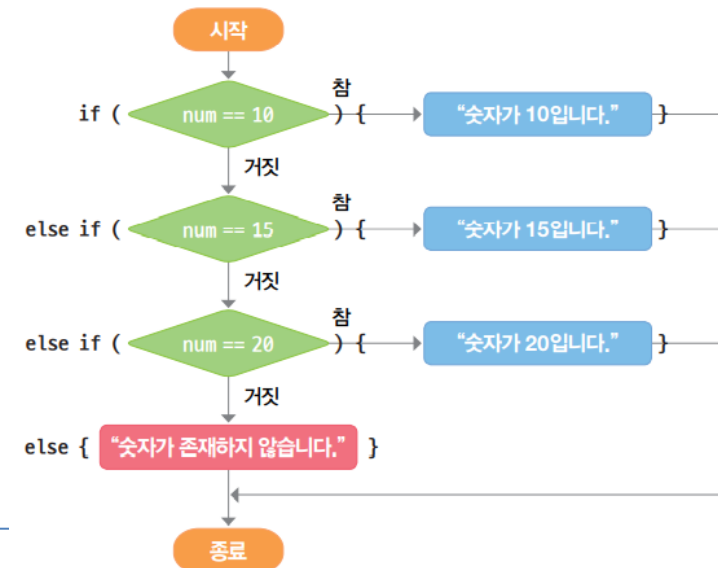 시작
참
if ( num == 10 ) { “숫자가 10입니다.” }
거짓
참
else if ( num == 15 ) { “숫자가 15입니다.” }
거짓
참
else if ( num == 20 ) { “숫자가 20입니다.” }
거짓
else { “숫자가 존재하지 않습니다.” }
종료